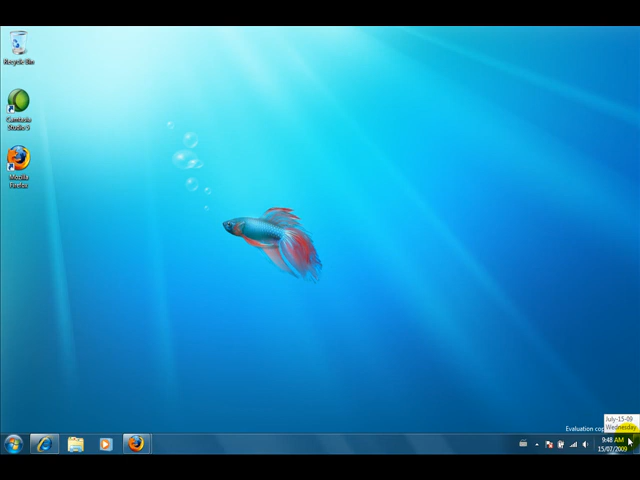 Recycle Bin
Camtasia
Studio 5
Mozilla
Firefox
July-15-09
Wednesday
Evaluation cop
9:48 AM
15/07/2009